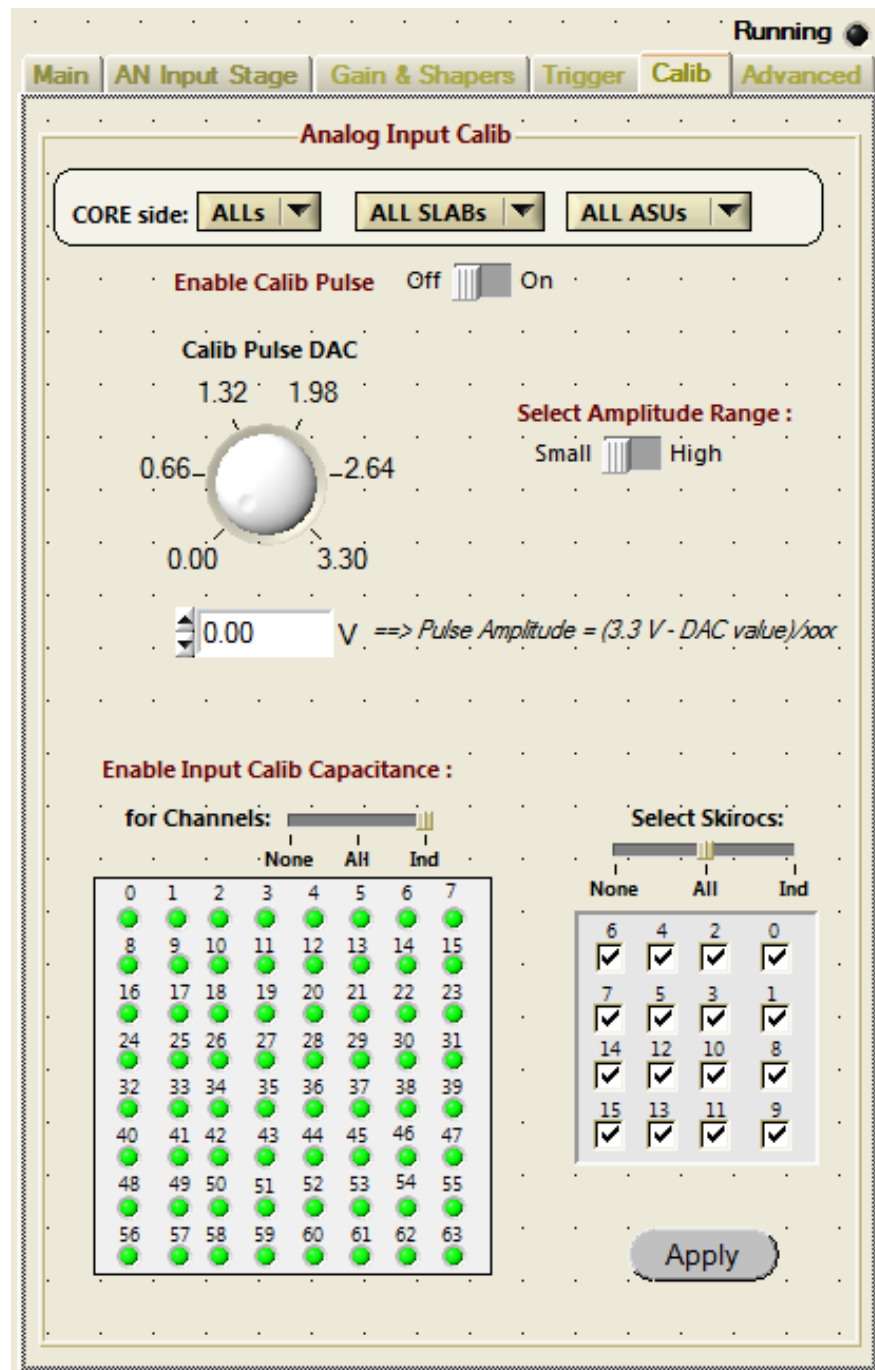 Running
Main AN Input Stage Gain & Shapers Trigger Calib Advanced
Analog Input Calib
CORE side: ALLs ALL SLABs ALL ASUs
Enable Calib Pulse Off On
Calib Pulse DAC
1.32 1.98
Select Amplitude Range :
0.66 2.64
Small High
0.00 3.30
0.00 V ==> Pulse Amplitude = (3.3 V - DAC value)/xxx
Enable Input Calib Capacitance :
for Channels:
None All Ind
0 1 2 3 4 5 6 7
8 9 10 11 12 13 14 15
16 17 18 19 20 21 22 23
24 25 26 27 28 29 30 31
32 33 34 35 36 37 38 39
40 41 42 43 44 45 46 47
48 49 50 51 52 53 54 55
56 57 58 59 60 61 62 63
Select Skirocs:
None All Ind
6 4 2 0
7 5 3 1
14 12 10 8
15 13 11 9
Apply